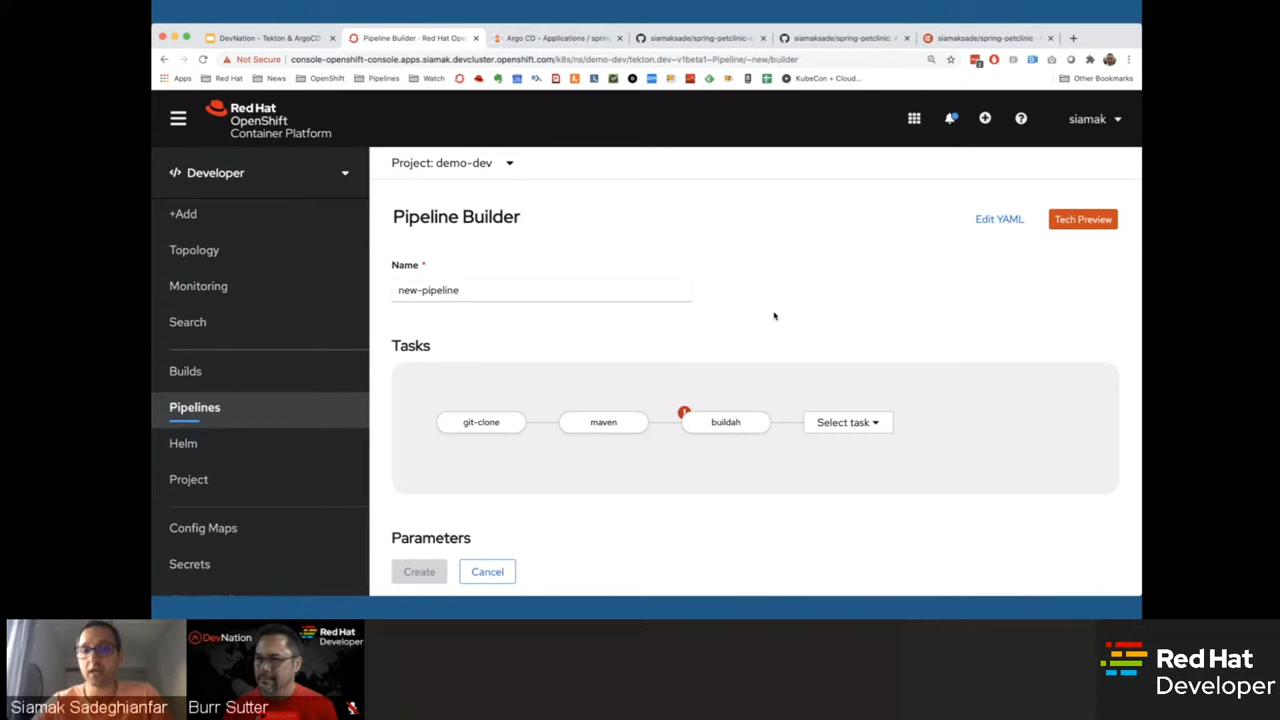 DevNation - Tekton & ArgoCD
Pipeline Builder · Red Hat Ope
Argo CD - Applications / spring
siamaksade/spring-petclinic-
siamaksade/spring-petclinic:
siamaksade/spring-petclinic -
Not Secure
console-openshift-console.apps.siamak.devcluster.openshift.com/k8s/ns/demo-dev/tekton.dev~v1beta1~Pipeline/~new/builder
Apps
Red Hat
News
OpenShift
Pipelines
Watch
KubeCon + Cloud...
Other Bookmarks
Red Hat
OpenShift
Container Platform
siamak
Developer
Project: demo-dev
+Add
Topology
Monitoring
Search
Builds
Pipelines
Helm
Project
Config Maps
Secrets
Pipeline Builder
Edit YAML
Tech Preview
Name *
new-pipeline
Tasks
git-clone
maven
buildah
Select task
Parameters
Create
Cancel
DevNation
Red Hat
Developer
Siamak Sadeghianfar
Burr Sutter
Red Hat
Developer